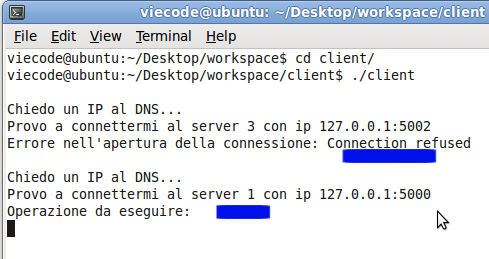 viecode@ubuntu: ~/Desktop/workspace/client
File Edit View Terminal Help
viecode@ubuntu:~/Desktop/workspace$ cd client/
viecode@ubuntu:~/Desktop/workspace/client$ ./client
Chiedo un IP al DNS...
Provo a connettermi al server 3 con ip 127.0.0.1:5002
Errore nell'apertura della connessione: Connection refused
Chiedo un IP al DNS...
Provo a connettermi al server 1 con ip 127.0.0.1:5000
Operazione da eseguire: